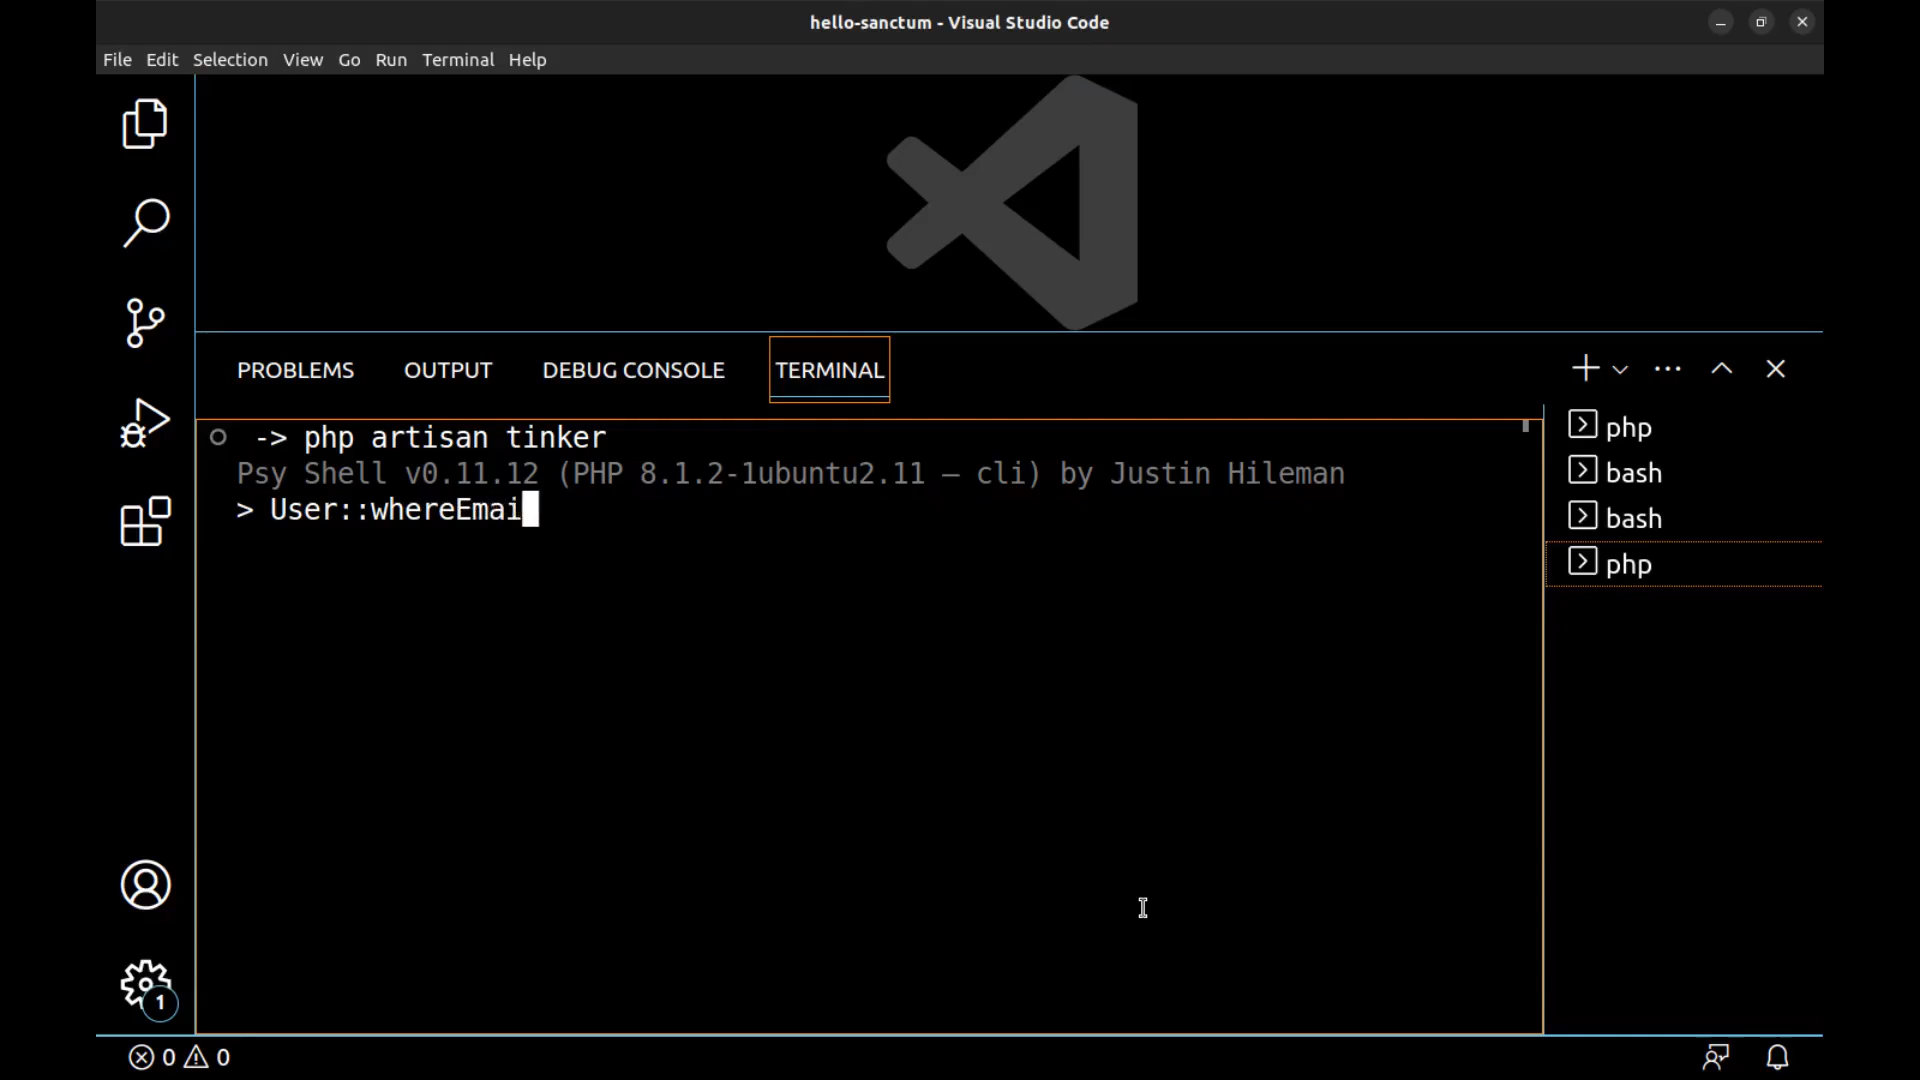 hello-sanctum - Visual Studio Code
File Edit Selection View Go Run Terminal Help
PROBLEMS OUTPUT DEBUG CONSOLE TERMINAL
-> php artisan tinker
Psy Shell v0.11.12 (PHP 8.1.2-1ubuntu2.11 — cli) by Justin Hileman
> User::whereEmai
php
bash
bash
php
1
0 0